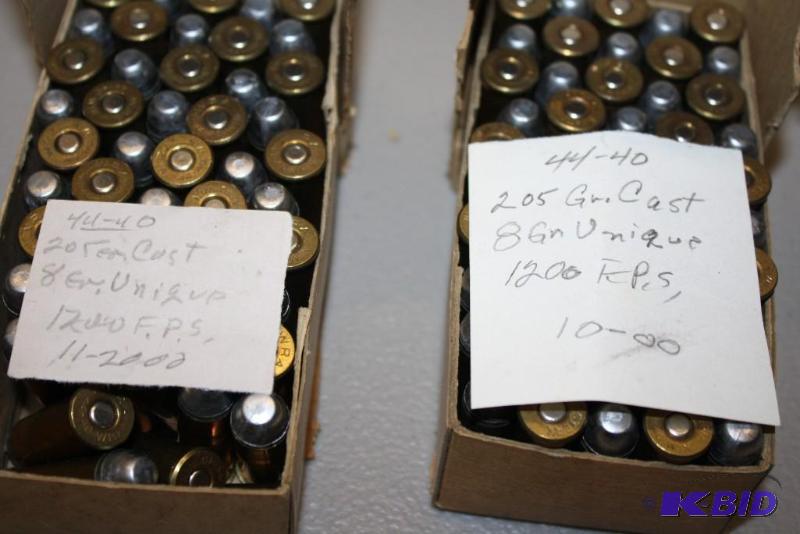 44-40
205 Gr. Cast
8 Gr. Unique
1200 F.P.S,
11-2000
44-40
205 Gr. Cast
8 Gr Unique
1200 F.P.S,
10-00
K-BID